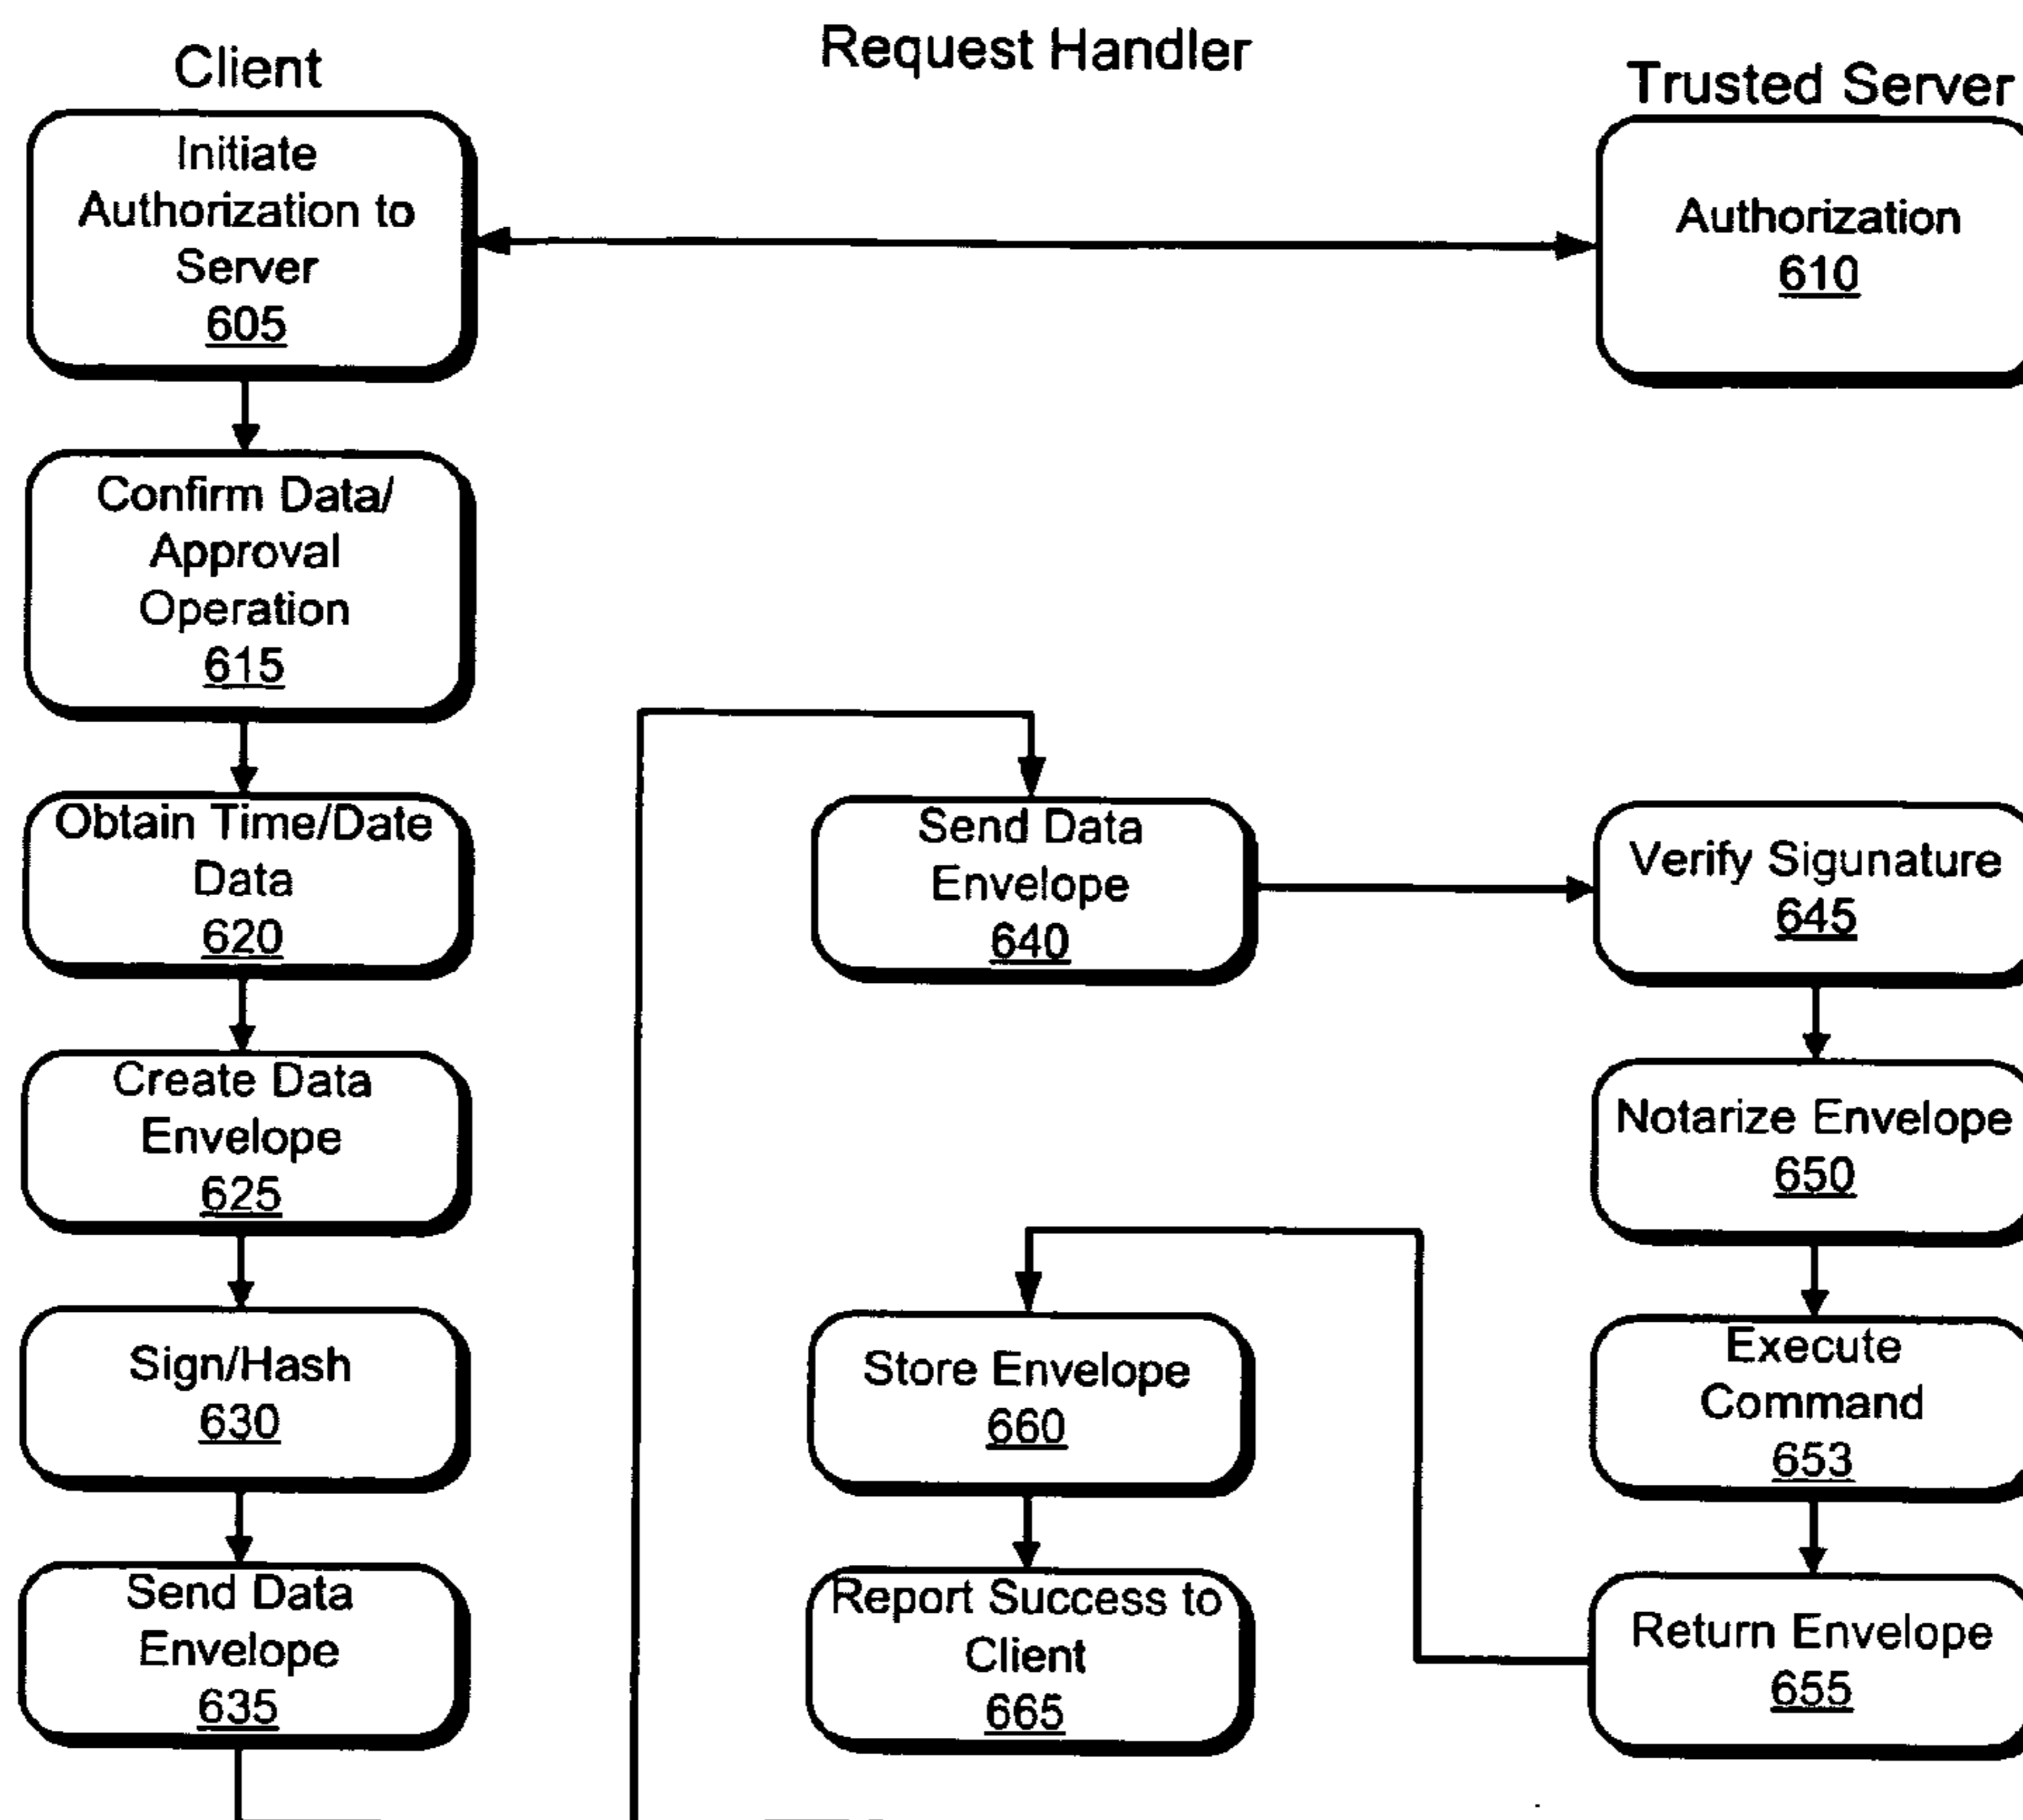 Client
Request Handler
Trusted Server
Initiate
Authorization to
Server
605
Authorization
610
Confirm Data/
Approval
Operation
615
Obtain Time/Date
Data
620
Send Data
Envelope
640
Verify Sigunature
645
Create Data
Envelope
625
Notarize Envelope
650
Sign/Hash
630
Store Envelope
660
Execute
Command
653
Send Data
Envelope
635
Report Success to
Client
665
Return Envelope
655